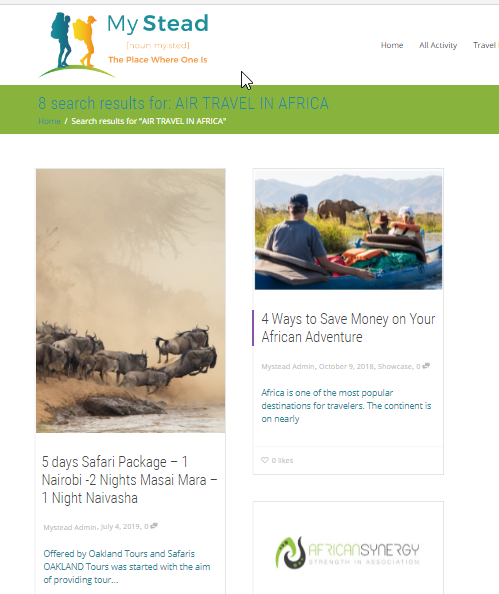 My Stead
[noun my sted]
The Place Where One Is
Home All Activity Travel
8 search results for: AIR TRAVEL IN AFRICA
Home / Search results for "AIR TRAVEL IN AFRICA"
5 days Safari Package – 1
Nairobi -2 Nights Masai Mara –
1 Night Naivasha
Mystead Admin, July 4, 2019, 0
Offered by Oakland Tours and Safaris
OAKLAND Tours was started with the aim
of providing tour...
4 Ways to Save Money on Your
African Adventure
Mystead Admin, October 9, 2018, Showcase, 0
Africa is one of the most popular
destinations for travelers. The continent is
on nearly
0 likes
AFRICANSYNERGY
STRENGTH IN ASSOCIATION